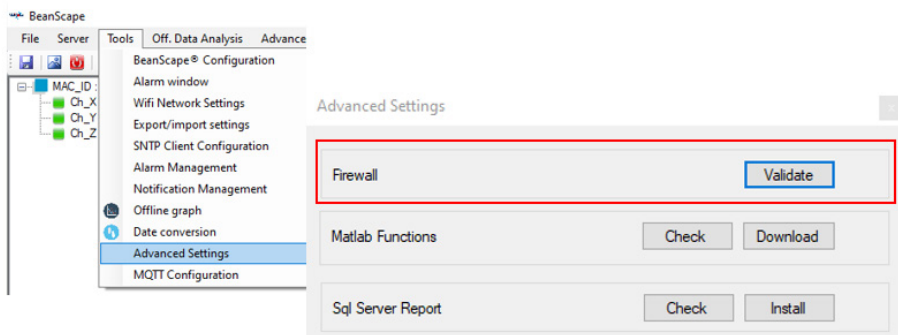 BeanScape
File Server Tools Off. Data Analysis Advance
MAC_ID :
Ch_X
Ch_Y
Ch_Z
BeanScape® Configuration
Alarm window
Wifi Network Settings
Export/import settings
SNTP Client Configuration
Alarm Management
Notification Management
Offline graph
Date conversion
Advanced Settings
MQTT Configuration
Advanced Settings
x
Firewall Validate
Matlab Functions Check Download
Sql Server Report Check Install